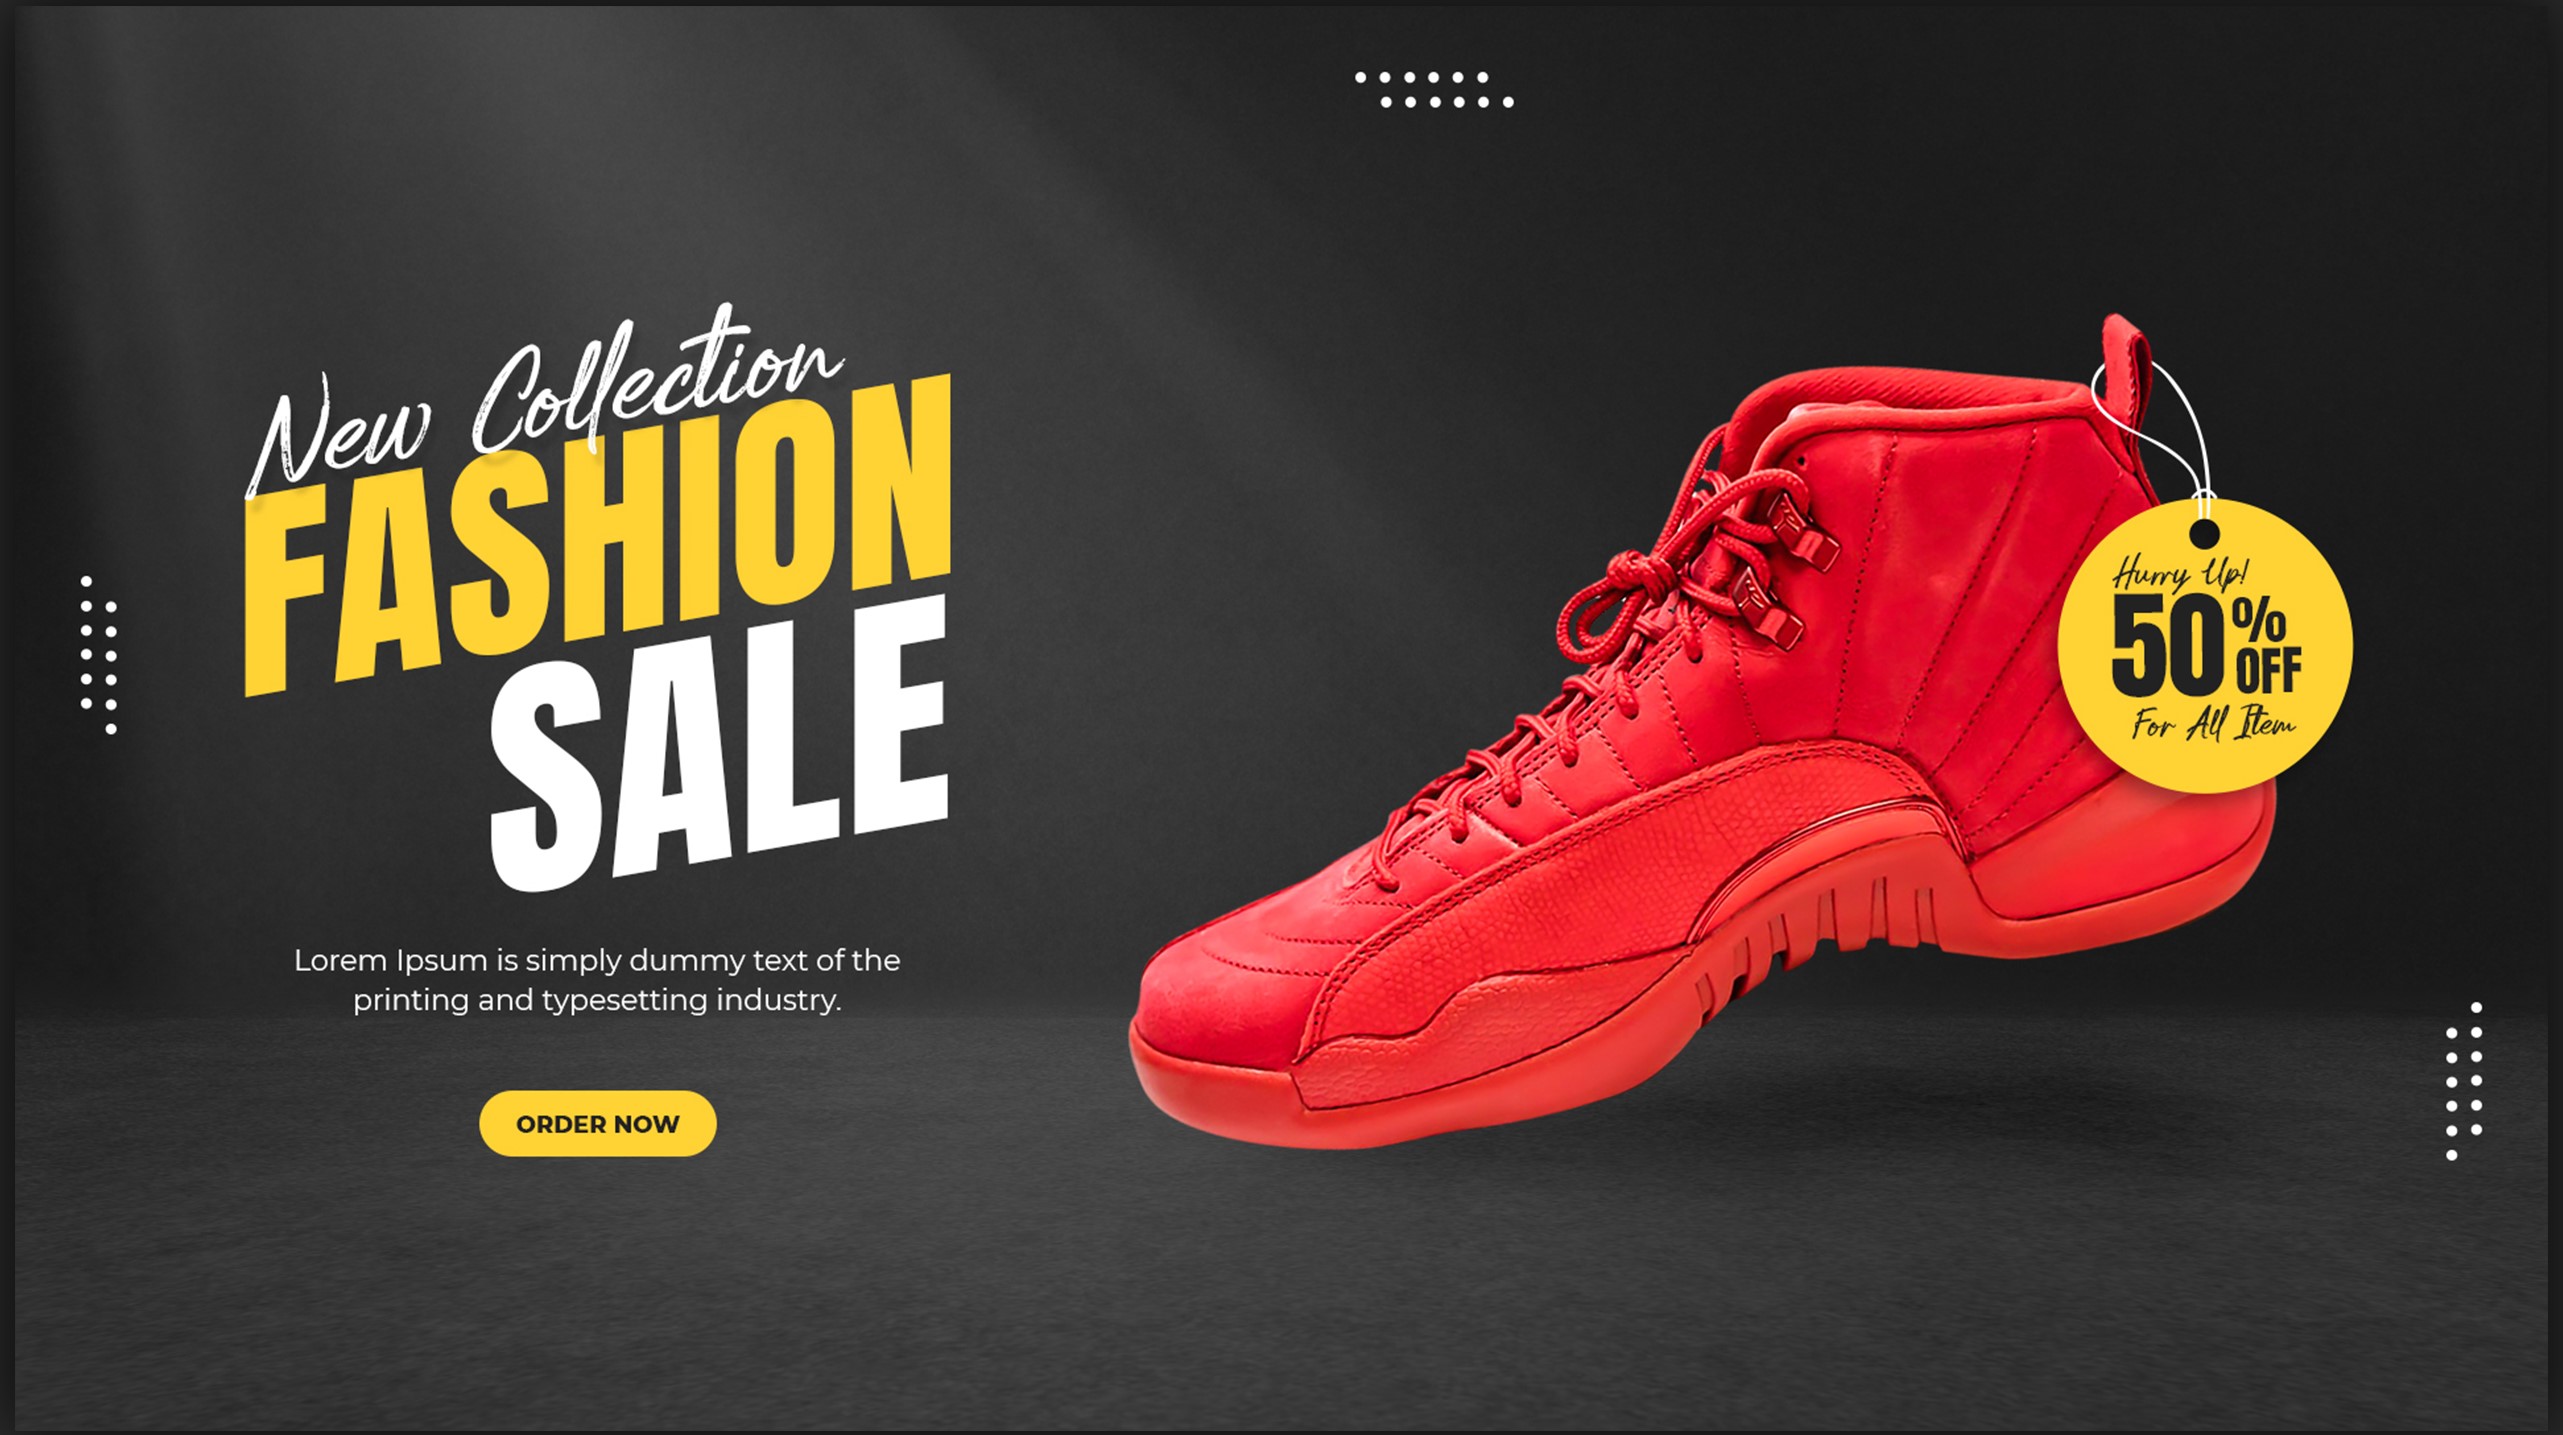 New Collection
FASHION
SALE
Lorem Ipsum is simply dummy text of the
printing and typesetting industry.
ORDER NOW
Hurry Up!
50% OFF
For All Item